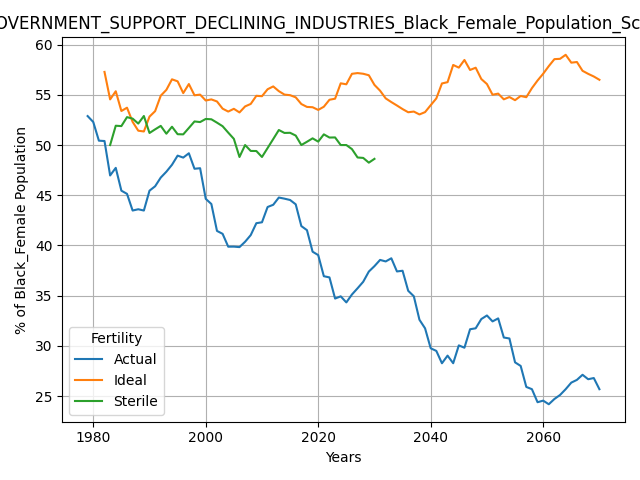 OVERNMENT_SUPPORT_DECLINING_INDUSTRIES_Black_Female_Population_Sc
60
55
50
45
40
35
30
25
% of Black_Female Population
Fertility
Actual
Ideal
Sterile
1980
2000
2020
2040
2060
Years